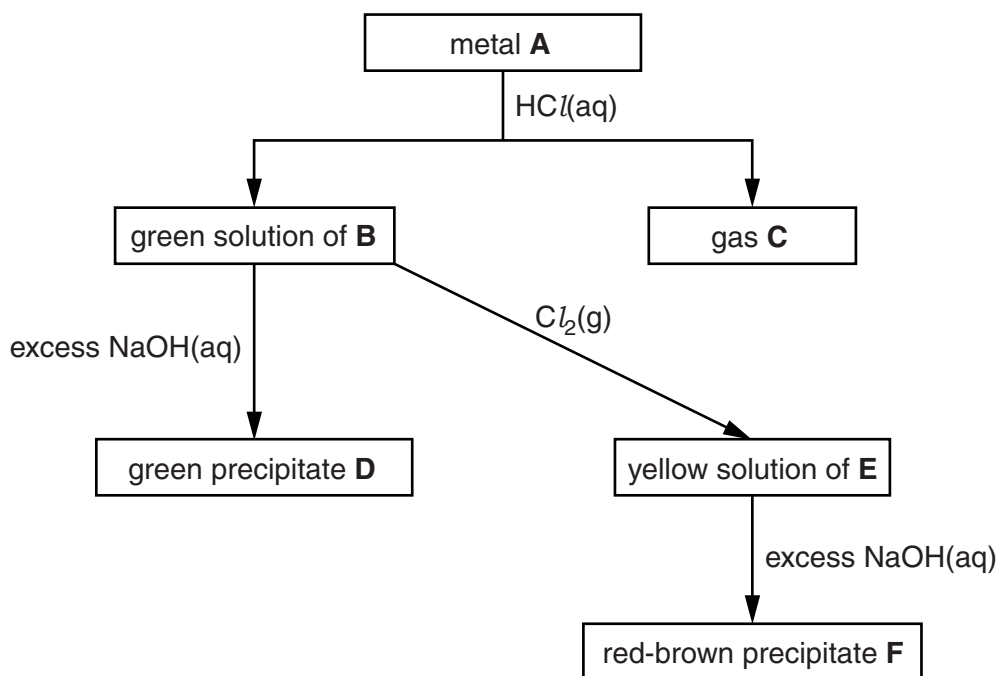 metal A
HCl(aq)
green solution of B
gas C
Cl₂(g)
excess NaOH(aq)
green precipitate D
yellow solution of E
excess NaOH(aq)
red-brown precipitate F